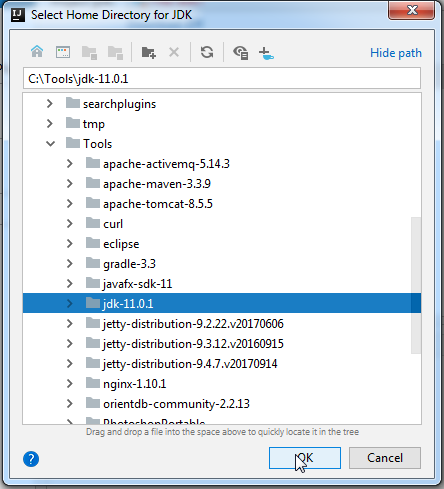 Select Home Directory for JDK
Hide path
C:\Tools\jdk-11.0.1
searchplugins
tmp
Tools
apache-activemq-5.14.3
apache-maven-3.3.9
apache-tomcat-8.5.5
curl
eclipse
gradle-3.3
javafx-sdk-11
jdk-11.0.1
jetty-distribution-9.2.22.v20170606
jetty-distribution-9.3.12.v20160915
jetty-distribution-9.4.7.v20170914
nginx-1.10.1
orientdb-community-2.2.13
PhotoshopPortable
Drag and drop a file into the space above to quickly locate it in the tree
?
OK
Cancel